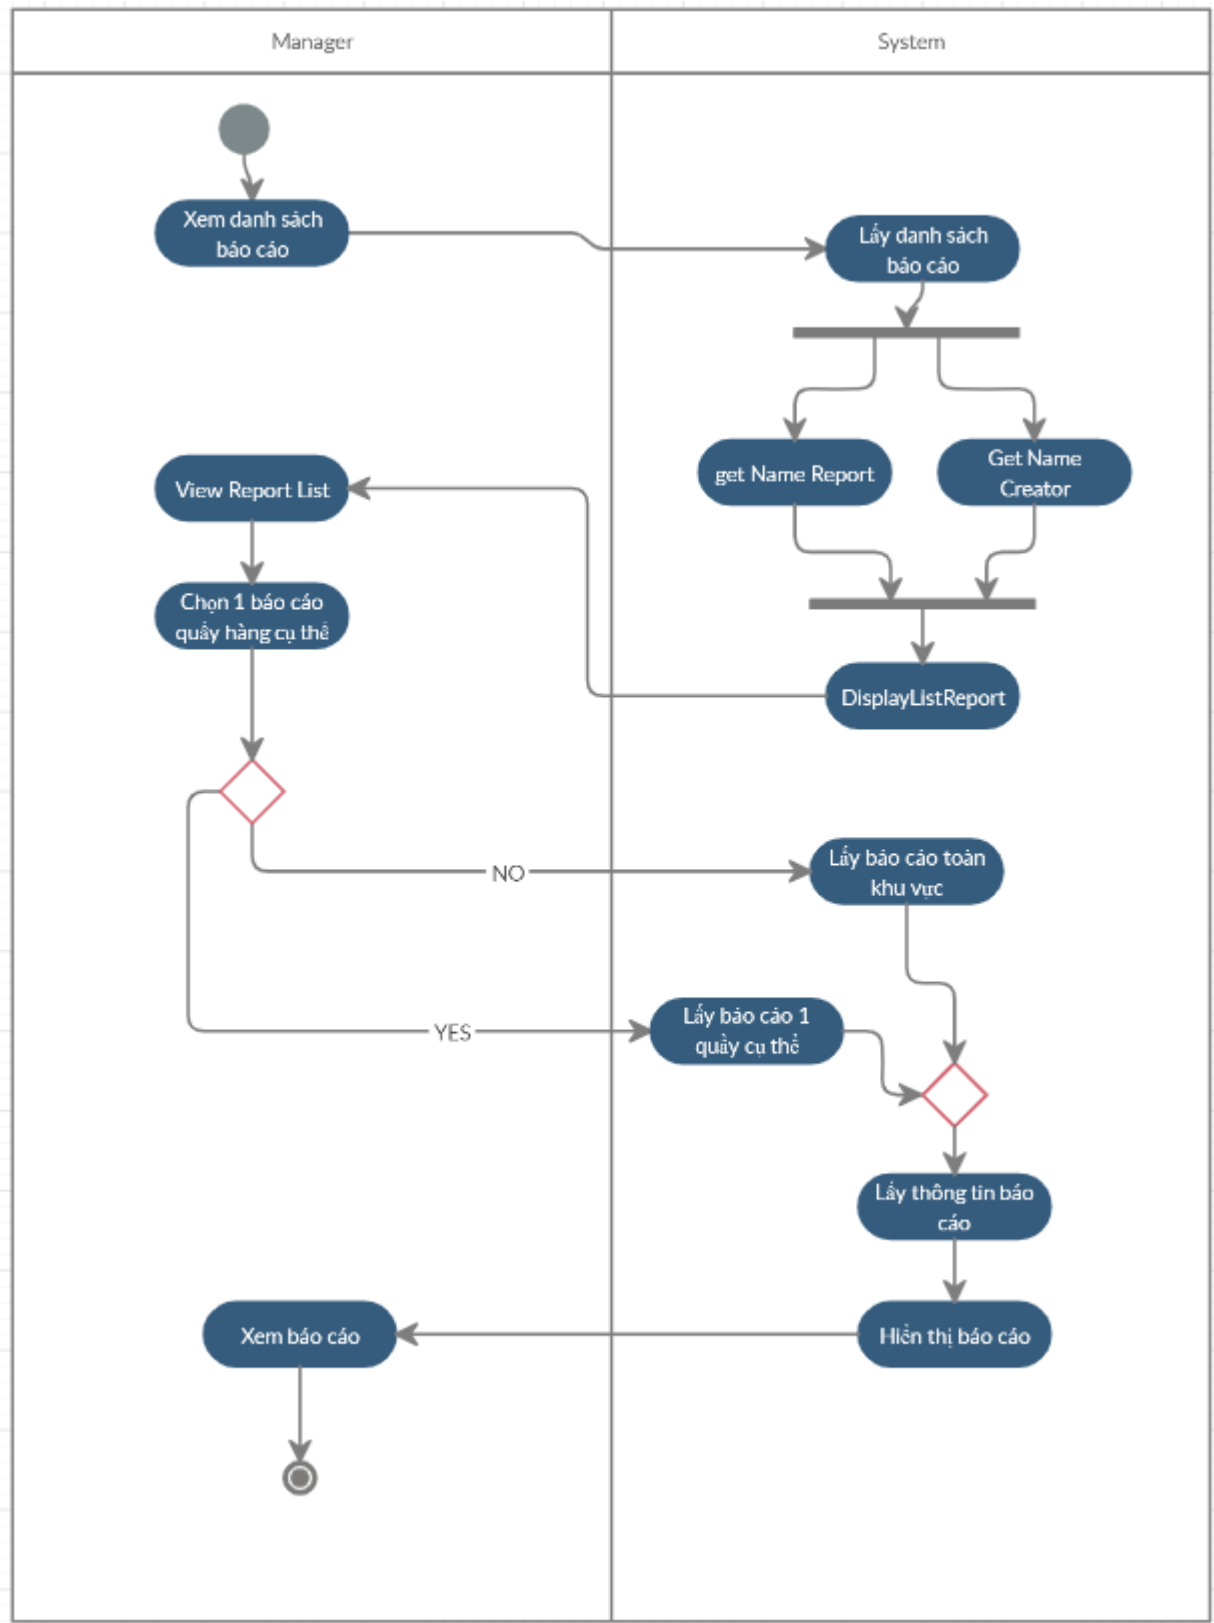 Manager
System
Xem danh sách
báo cáo
Lấy danh sách
báo cáo
get Name Report
Get Name
Creator
View Report List
Chọn 1 báo cáo
quầy hàng cụ thể
DisplayListReport
NO
Lấy báo cáo toàn
khu vực
YES
Lấy báo cáo 1
quầy cụ thể
Lấy thông tin báo
cáo
Xem báo cáo
Hiển thị báo cáo